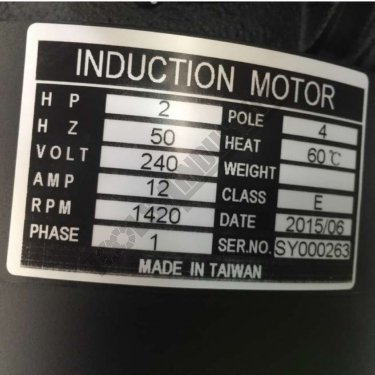 INDUCTION MOTOR
HP 2 POLE 4
HZ 50 HEAT 60℃
VOLT 240 WEIGHT
AMP 12 CLASS E
RPM 1420 DATE 2015/06
PHASE 1 SER.NO. SY000263
MADE IN TAIWAN